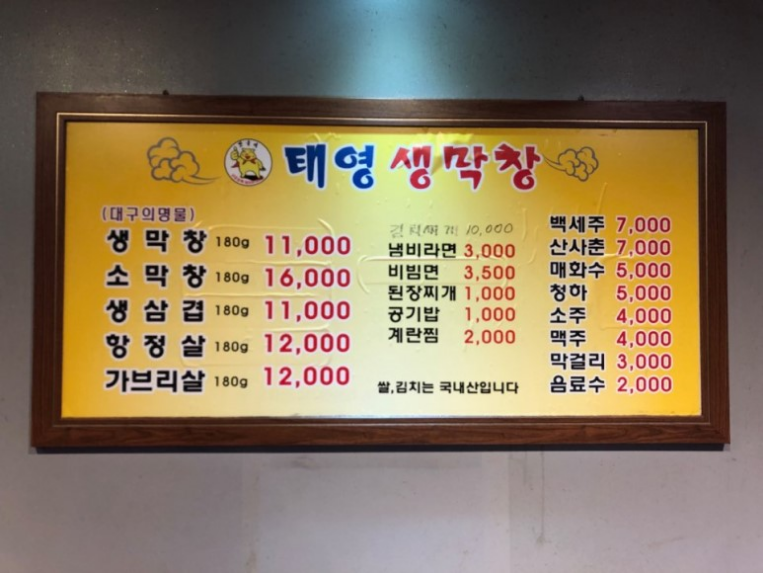 태영 생막창
(대구의명물)
생막창 180g 11,000
소막창 180g 16,000
생삼겹 180g 11,000
항정살 180g 12,000
가브리살 180g 12,000
10,000
냄비라면 3,000
비빔면 3,500
된장찌개 1,000
공기밥 1,000
계란찜 2,000
쌀,김치는 국내산입니다
백세주 7,000
산사춘 7,000
매화수 5,000
청하 5,000
소주 4,000
맥주 4,000
막걸리 3,000
음료수 2,000